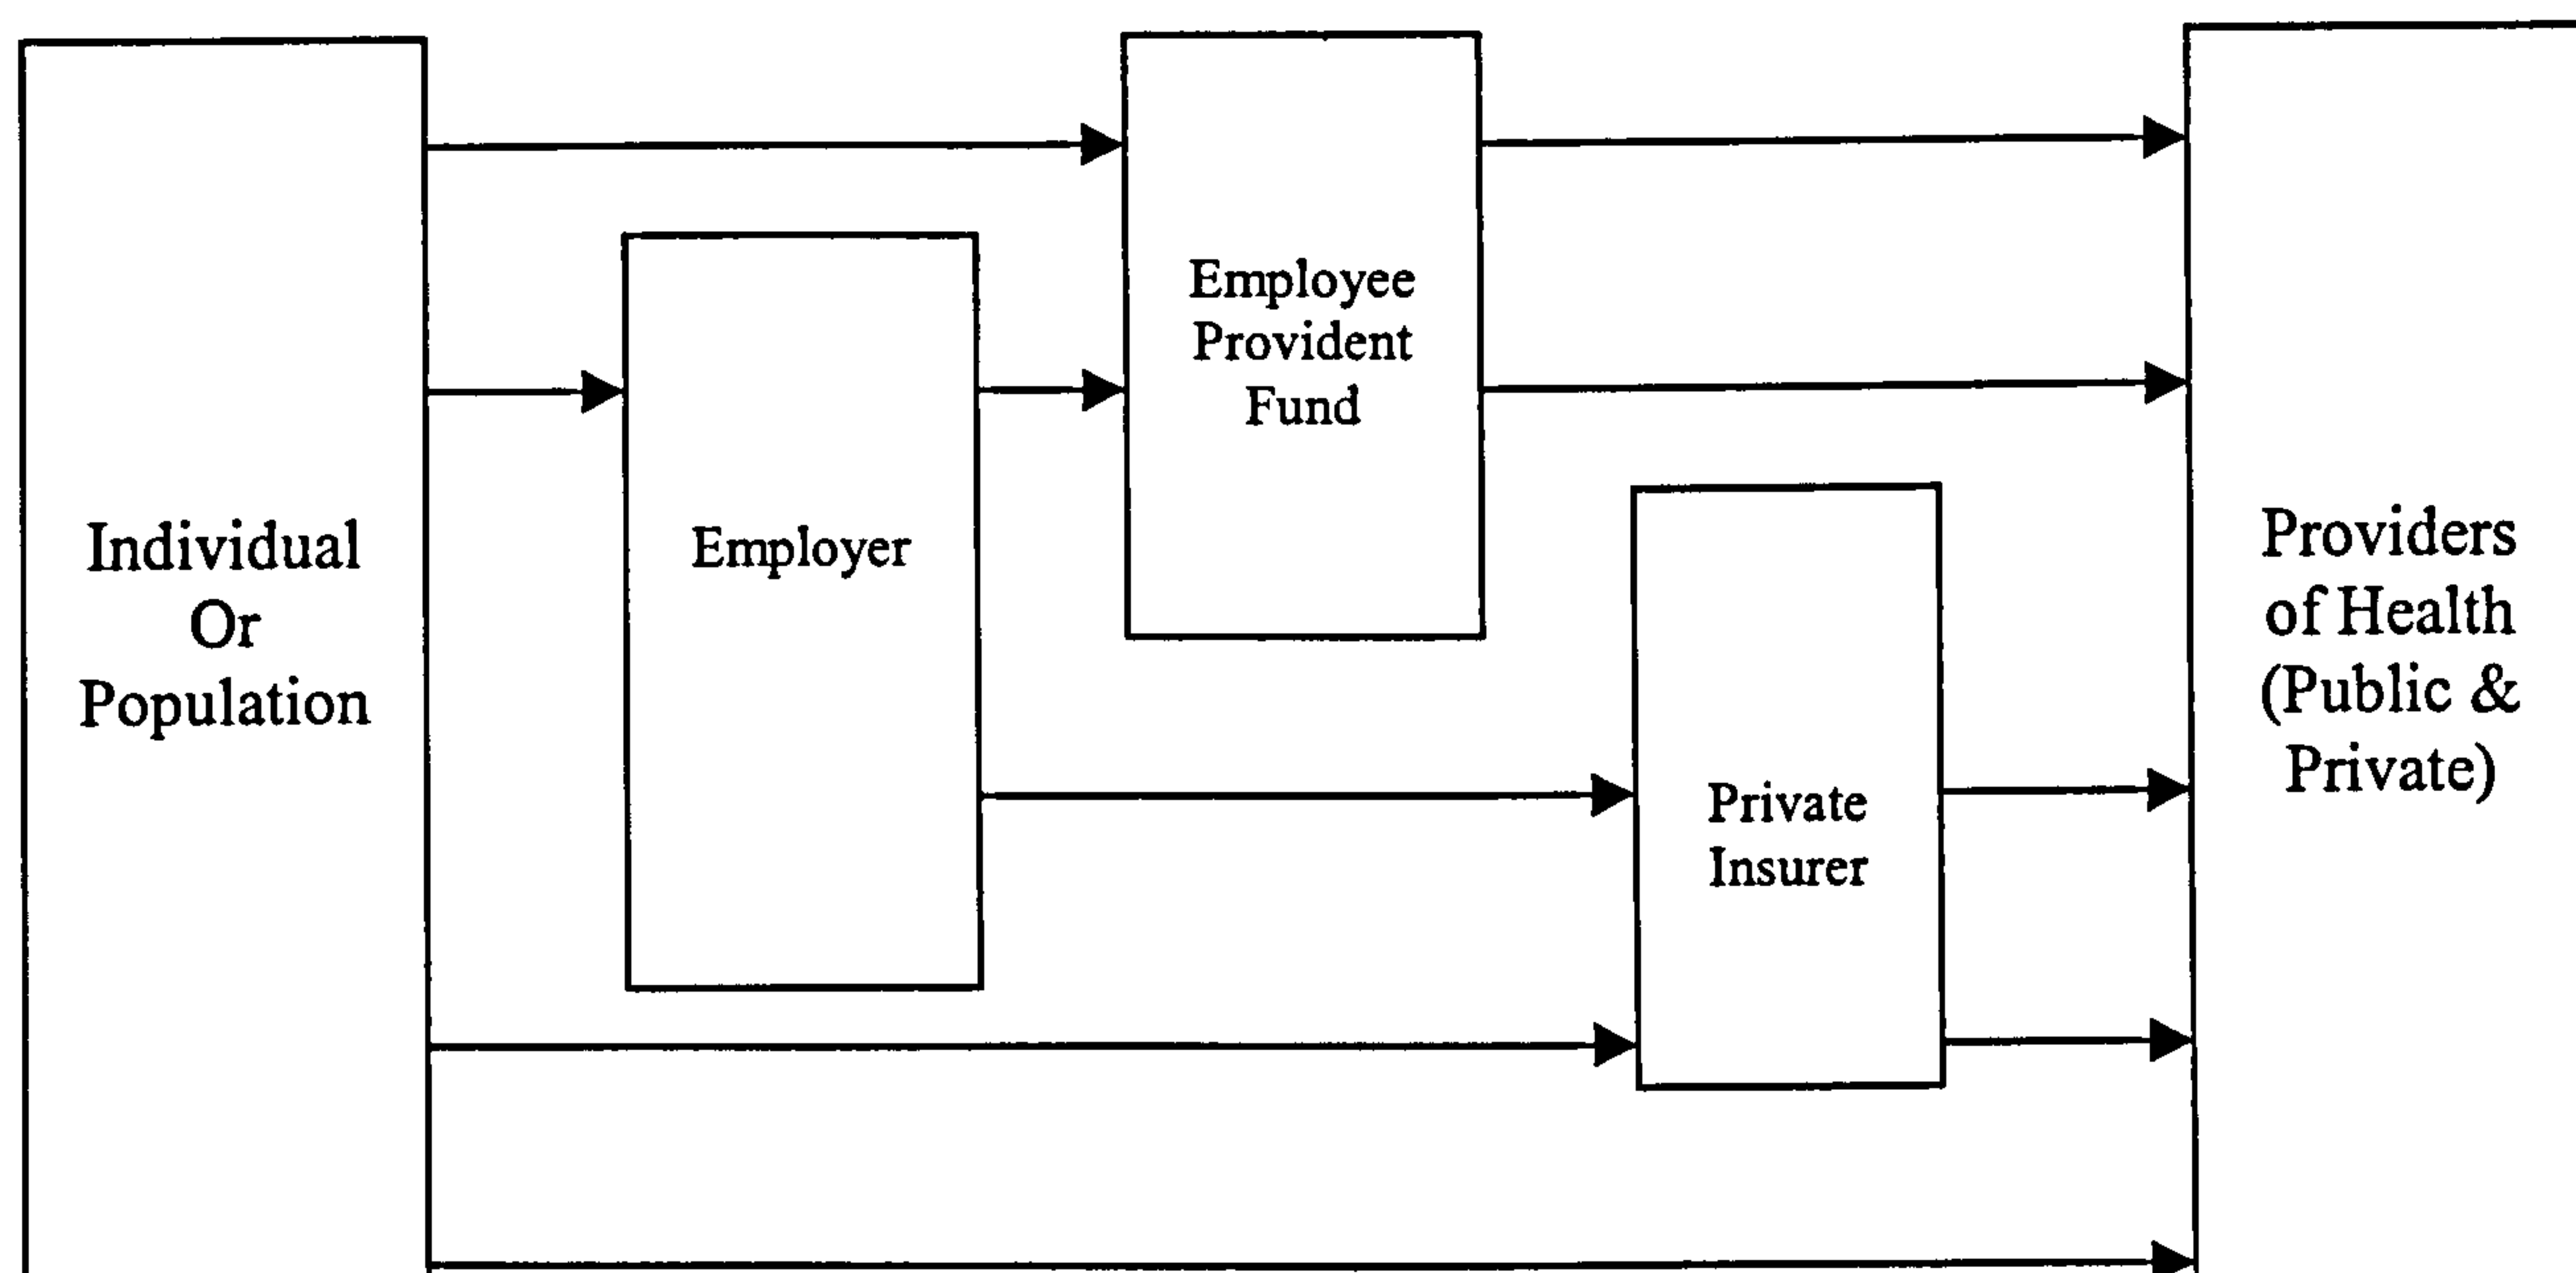 Individual
Or
Population
Employer
Employee
Provident
Fund
Private
Insurer
Providers
of Health
(Public &
Private)